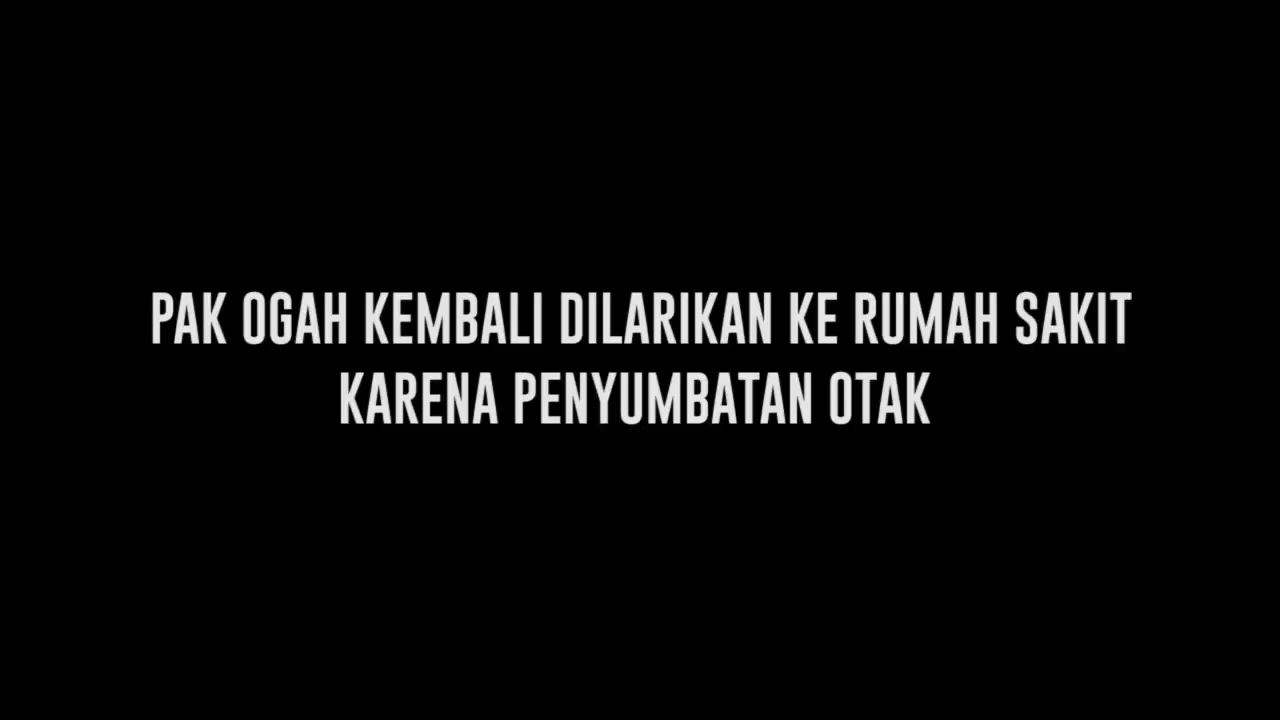 PAK OGAH KEMBALI DILARIKAN KE RUMAH SAKIT
KARENA PENYUMBATAN OTAK